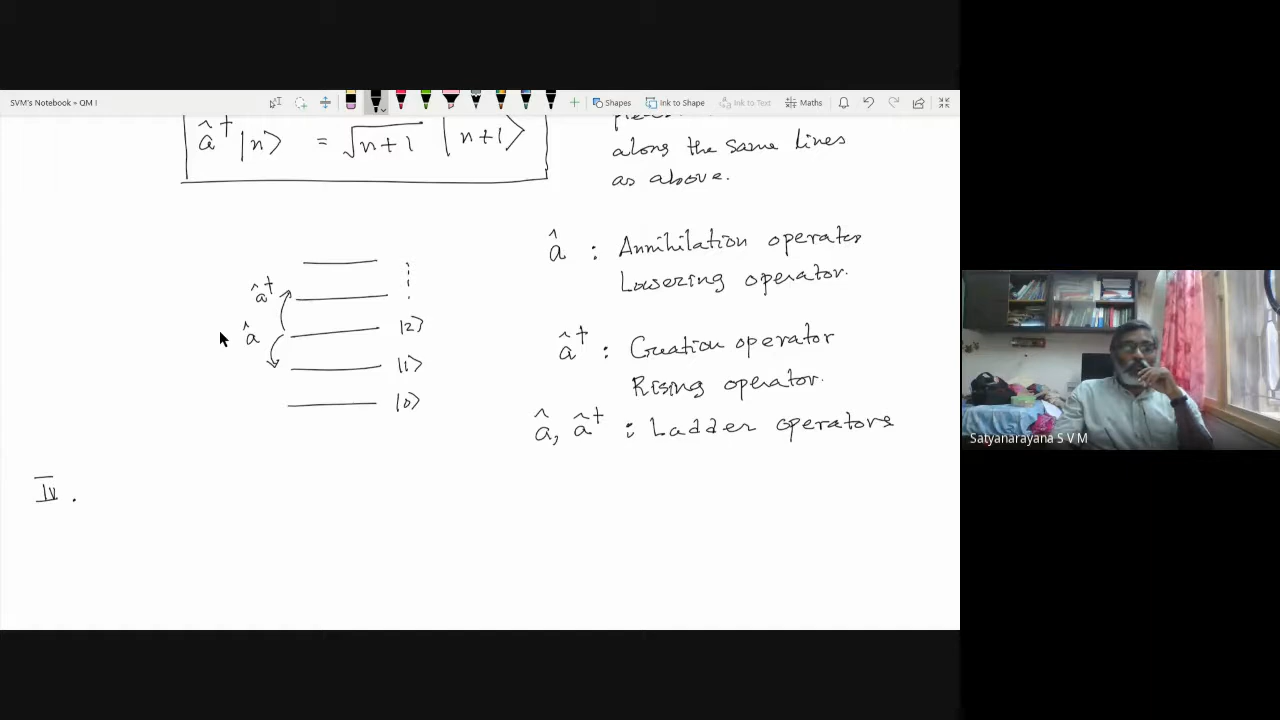 SVM's Notebook » QM I
Shapes
Ink to Shape
Ink to Text
Maths
â† |n⟩ = √n+1 |n+1⟩
along the same lines
as above.
â : Annihilation operator
Lowering operator.
â†
â
|2⟩
|1⟩
|0⟩
â† : Creation operator
Rising operator.
â, â† : Ladder operators
IV.
Satyanarayana S V M